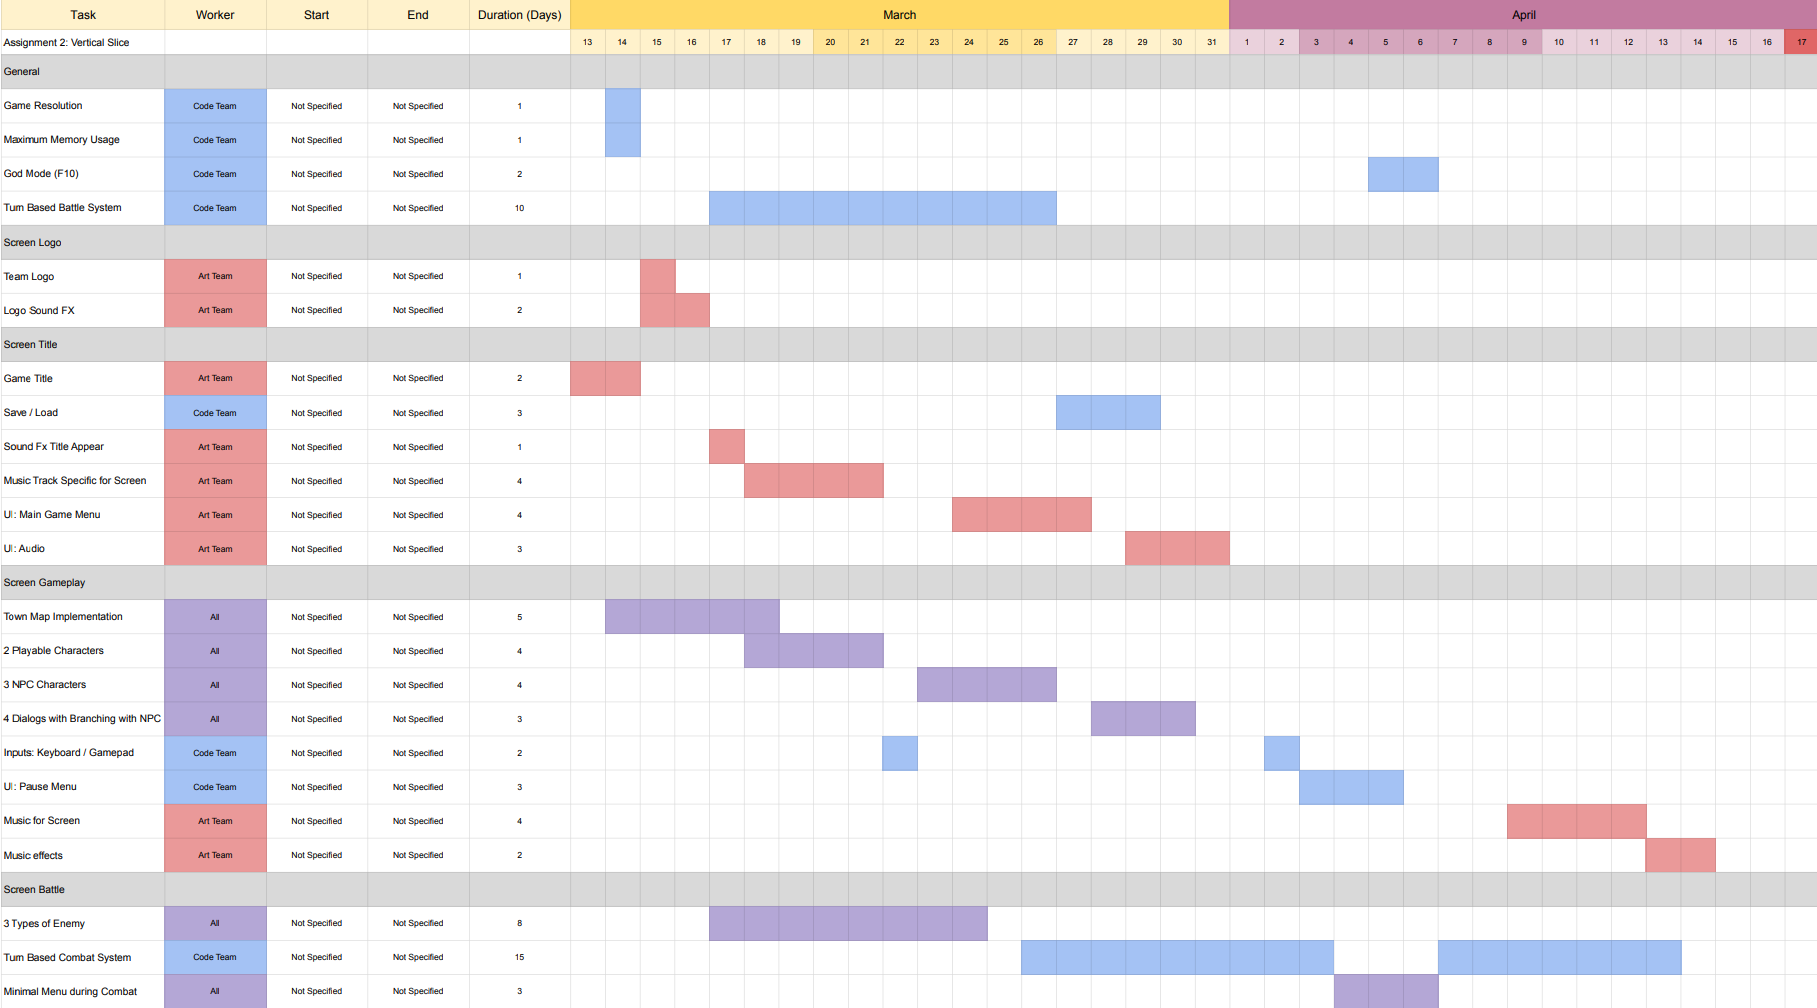 Task Worker Start End Duration (Days) March April
Assignment 2: Vertical Slice 13 14 15 16 17 18 19 20 21 22 23 24 25 26 27 28 29 30 31 1 2 3 4 5 6 7 8 9 10 11 12 13 14 15 16 17
General
Game Resolution Code Team Not Specified Not Specified 1
Maximum Memory Usage Code Team Not Specified Not Specified 1
God Mode (F10) Code Team Not Specified Not Specified 2
Turn Based Battle System Code Team Not Specified Not Specified 10
Screen Logo
Team Logo Art Team Not Specified Not Specified 1
Logo Sound FX Art Team Not Specified Not Specified 2
Screen Title
Game Title Art Team Not Specified Not Specified 2
Save / Load Code Team Not Specified Not Specified 3
Sound Fx Title Appear Art Team Not Specified Not Specified 1
Music Track Specific for Screen Art Team Not Specified Not Specified 4
UI: Main Game Menu Art Team Not Specified Not Specified 4
UI: Audio Art Team Not Specified Not Specified 3
Screen Gameplay
Town Map Implementation All Not Specified Not Specified 5
2 Playable Characters All Not Specified Not Specified 4
3 NPC Characters All Not Specified Not Specified 4
4 Dialogs with Branching with NPC All Not Specified Not Specified 3
Inputs: Keyboard / Gamepad Code Team Not Specified Not Specified 2
UI: Pause Menu Code Team Not Specified Not Specified 3
Music for Screen Art Team Not Specified Not Specified 4
Music effects Art Team Not Specified Not Specified 2
Screen Battle
3 Types of Enemy All Not Specified Not Specified 8
Turn Based Combat System Code Team Not Specified Not Specified 15
Minimal Menu during Combat All Not Specified Not Specified 3